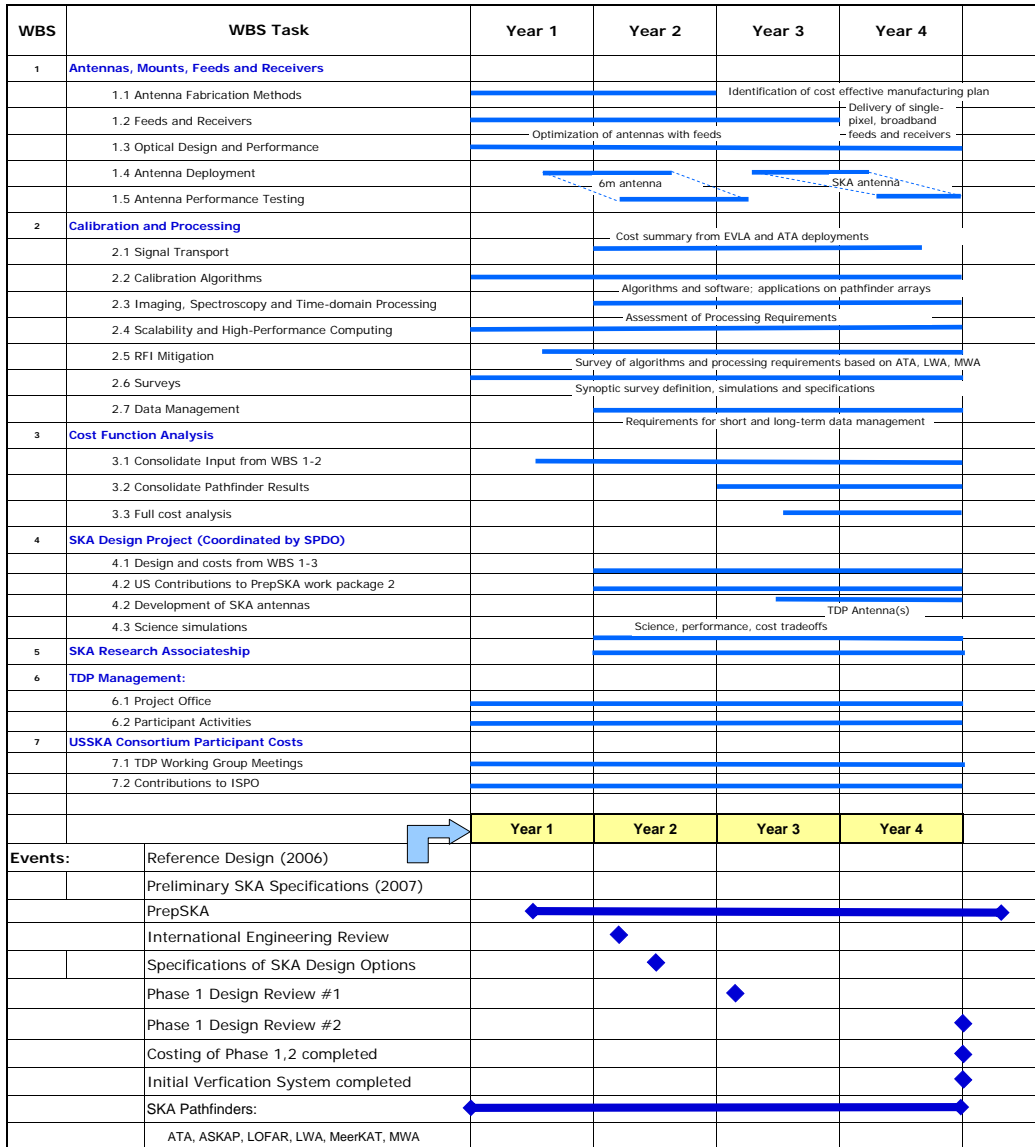 WBS WBS Task Year 1 Year 2 Year 3 Year 4
1 Antennas, Mounts, Feeds and Receivers
1.1 Antenna Fabrication Methods Identification of cost effective manufacturing plan
Delivery of single-
1.2 Feeds and Receivers pixel, broadband
Optimization of antennas with feeds feeds and receivers
1.3 Optical Design and Performance
1.4 Antenna Deployment
6m antenna SKA antenna
1.5 Antenna Performance Testing
2 Calibration and Processing
Cost summary from EVLA and ATA deployments
2.1 Signal Transport
2.2 Calibration Algorithms
Algorithms and software; applications on pathfinder arrays
2.3 Imaging, Spectroscopy and Time-domain Processing
Assessment of Processing Requirements
2.4 Scalability and High-Performance Computing
2.5 RFI Mitigation
Survey of algorithms and processing requirements based on ATA, LWA, MWA
2.6 Surveys
Synoptic survey definition, simulations and specifications
2.7 Data Management
Requirements for short and long-term data management
3 Cost Function Analysis
3.1 Consolidate Input from WBS 1-2
3.2 Consolidate Pathfinder Results
3.3 Full cost analysis
4 SKA Design Project (Coordinated by SPDO)
4.1 Design and costs from WBS 1-3
4.2 US Contributions to PrepSKA work package 2
4.2 Development of SKA antennas
TDP Antenna(s)
4.3 Science simulations Science, performance, cost tradeoffs
5 SKA Research Associateship
6 TDP Management:
6.1 Project Office
6.2 Participant Activities
7 USSKA Consortium Participant Costs
7.1 TDP Working Group Meetings
7.2 Contributions to ISPO
Year 1 Year 2 Year 3 Year 4
Events: Reference Design (2006)
Preliminary SKA Specifications (2007)
PrepSKA
International Engineering Review
Specifications of SKA Design Options
Phase 1 Design Review #1
Phase 1 Design Review #2
Costing of Phase 1,2 completed
Initial Verfication System completed
SKA Pathfinders:
ATA, ASKAP, LOFAR, LWA, MeerKAT, MWA